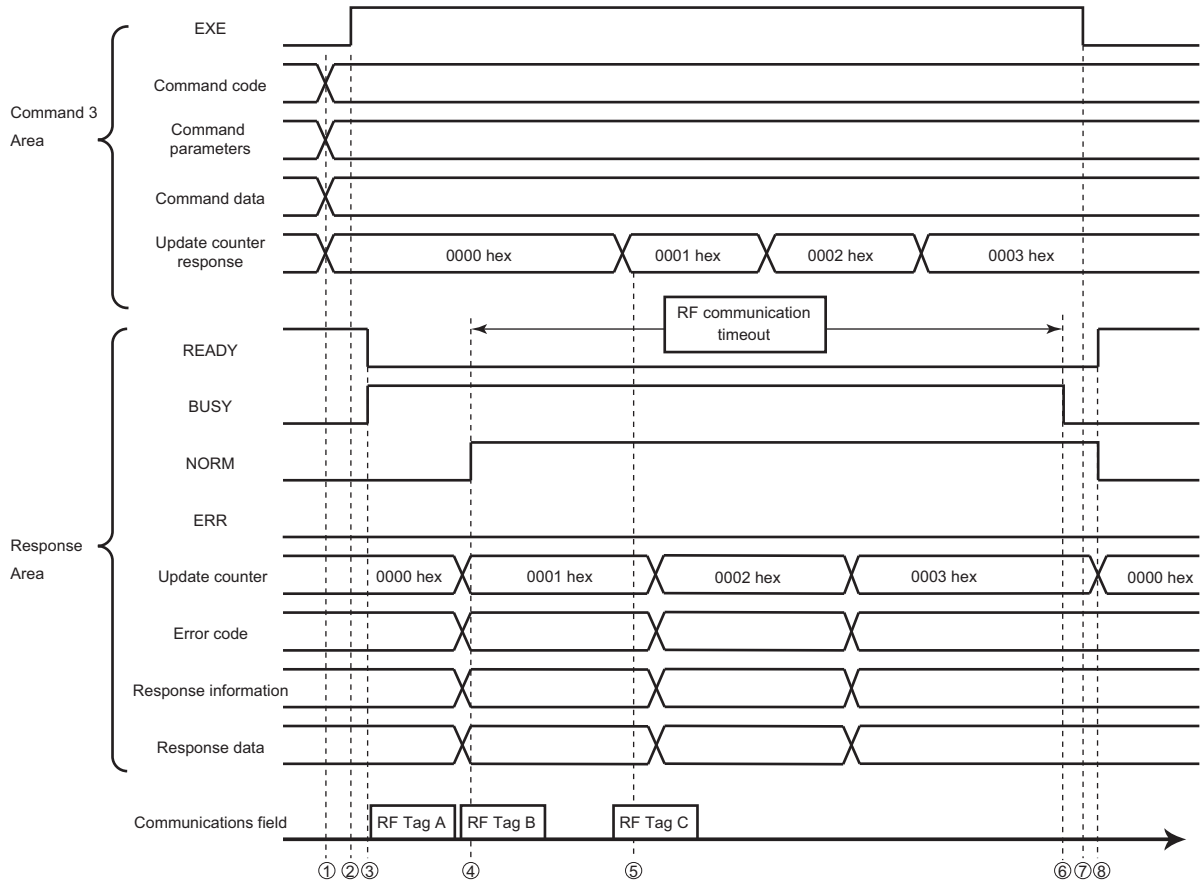 EXE
Command code
Command 3
Area
Command
parameters
Command data
Update counter
response
0000 hex
0001 hex
0002 hex
0003 hex
RF communication
timeout
READY
BUSY
NORM
ERR
Response
Area
Update counter
0000 hex
0001 hex
0002 hex
0003 hex
0000 hex
Error code
Response information
Response data
Communications field
RF Tag A
RF Tag B
RF Tag C
① ② ③ ④ ⑤ ⑥ ⑦ ⑧